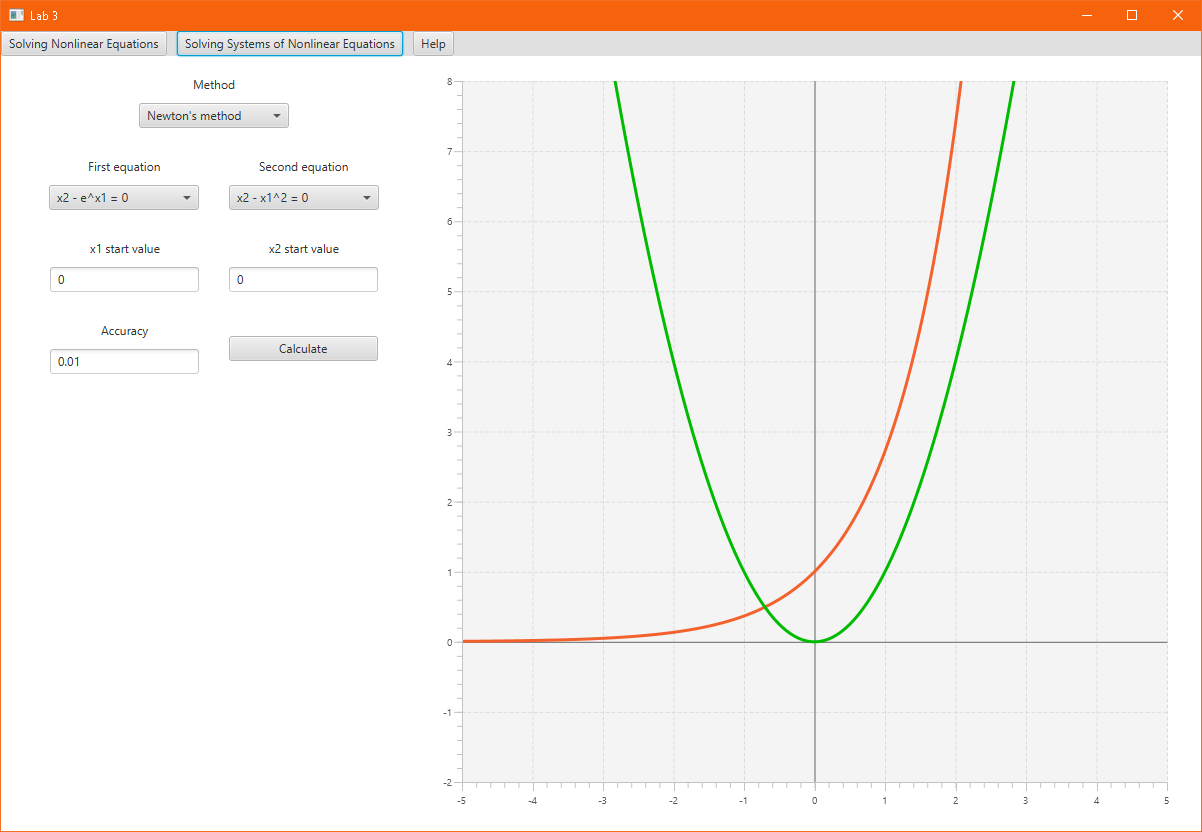 Lab 3
Solving Nonlinear Equations
Solving Systems of Nonlinear Equations
Help
Method
Newton's method
First equation
Second equation
x2 - e^x1 = 0
x2 - x1^2 = 0
x1 start value
x2 start value
0
0
Accuracy
0.01
Calculate
8
7
6
5
4
3
2
1
0
-1
-2
-5 -4 -3 -2 -1 0 1 2 3 4 5